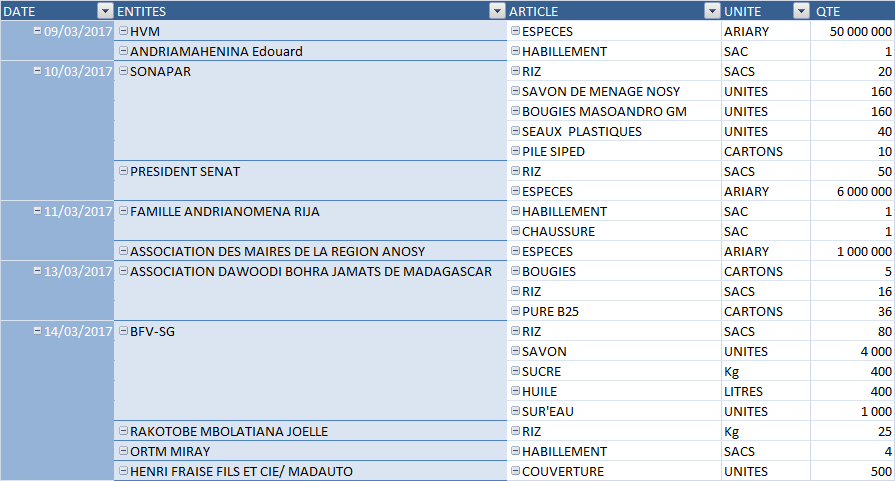 DATE ENTITES ARTICLE UNITE QTE
09/03/2017 HVM ESPECES ARIARY 50 000 000
ANDRIAMAHENINA Edouard HABILLEMENT SAC 1
10/03/2017 SONAPAR RIZ SACS 20
SAVON DE MENAGE NOSY UNITES 160
BOUGIES MASOANDRO GM UNITES 160
SEAUX PLASTIQUES UNITES 40
PILE SIPED CARTONS 10
PRESIDENT SENAT RIZ SACS 50
ESPECES ARIARY 6 000 000
11/03/2017 FAMILLE ANDRIANOMENA RIJA HABILLEMENT SAC 1
CHAUSSURE SAC 1
ASSOCIATION DES MAIRES DE LA REGION ANOSY ESPECES ARIARY 1 000 000
13/03/2017 ASSOCIATION DAWOODI BOHRA JAMATS DE MADAGASCAR BOUGIES CARTONS 5
RIZ SACS 16
PURE B25 CARTONS 36
14/03/2017 BFV-SG RIZ SACS 80
SAVON UNITES 4 000
SUCRE Kg 400
HUILE LITRES 400
SUR'EAU UNITES 1 000
RAKOTOBE MBOLATIANA JOELLE RIZ Kg 25
ORTM MIRAY HABILLEMENT SACS 4
HENRI FRAISE FILS ET CIE/ MADAUTO COUVERTURE UNITES 500